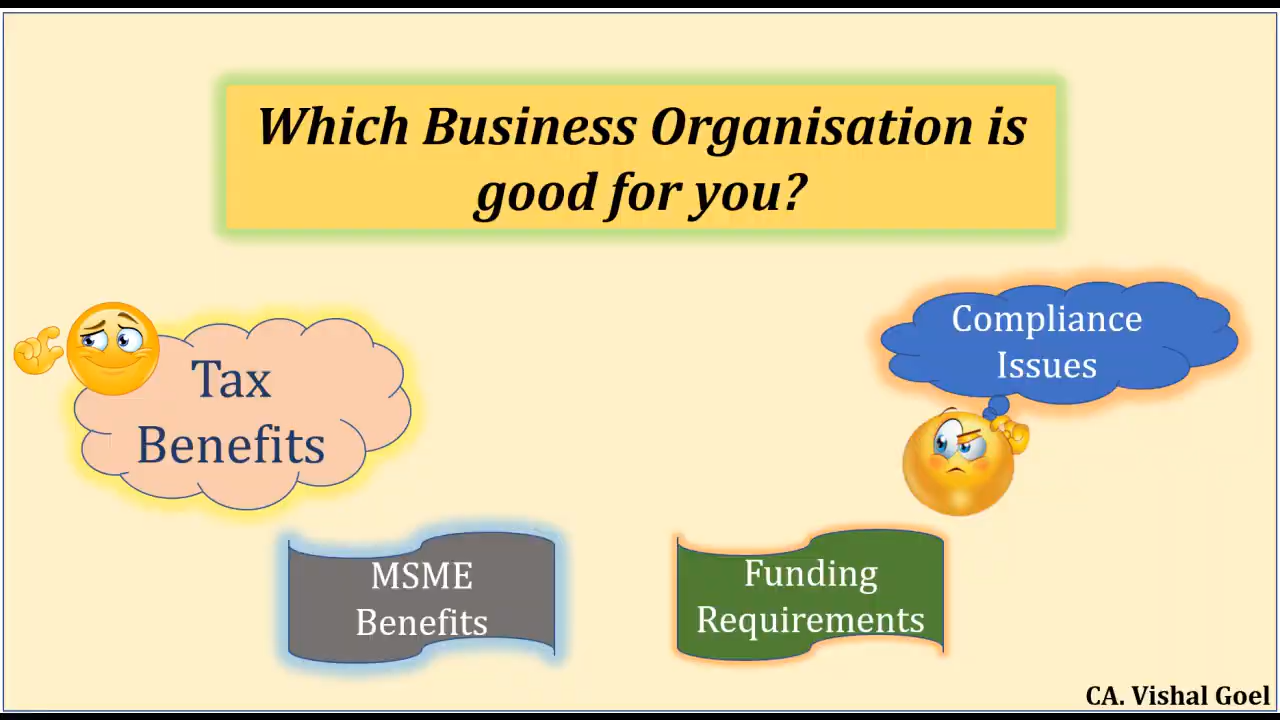 Which Business Organisation is
good for you?
Tax
Benefits
Compliance
Issues
MSME
Benefits
Funding
Requirements
CA. Vishal Goel